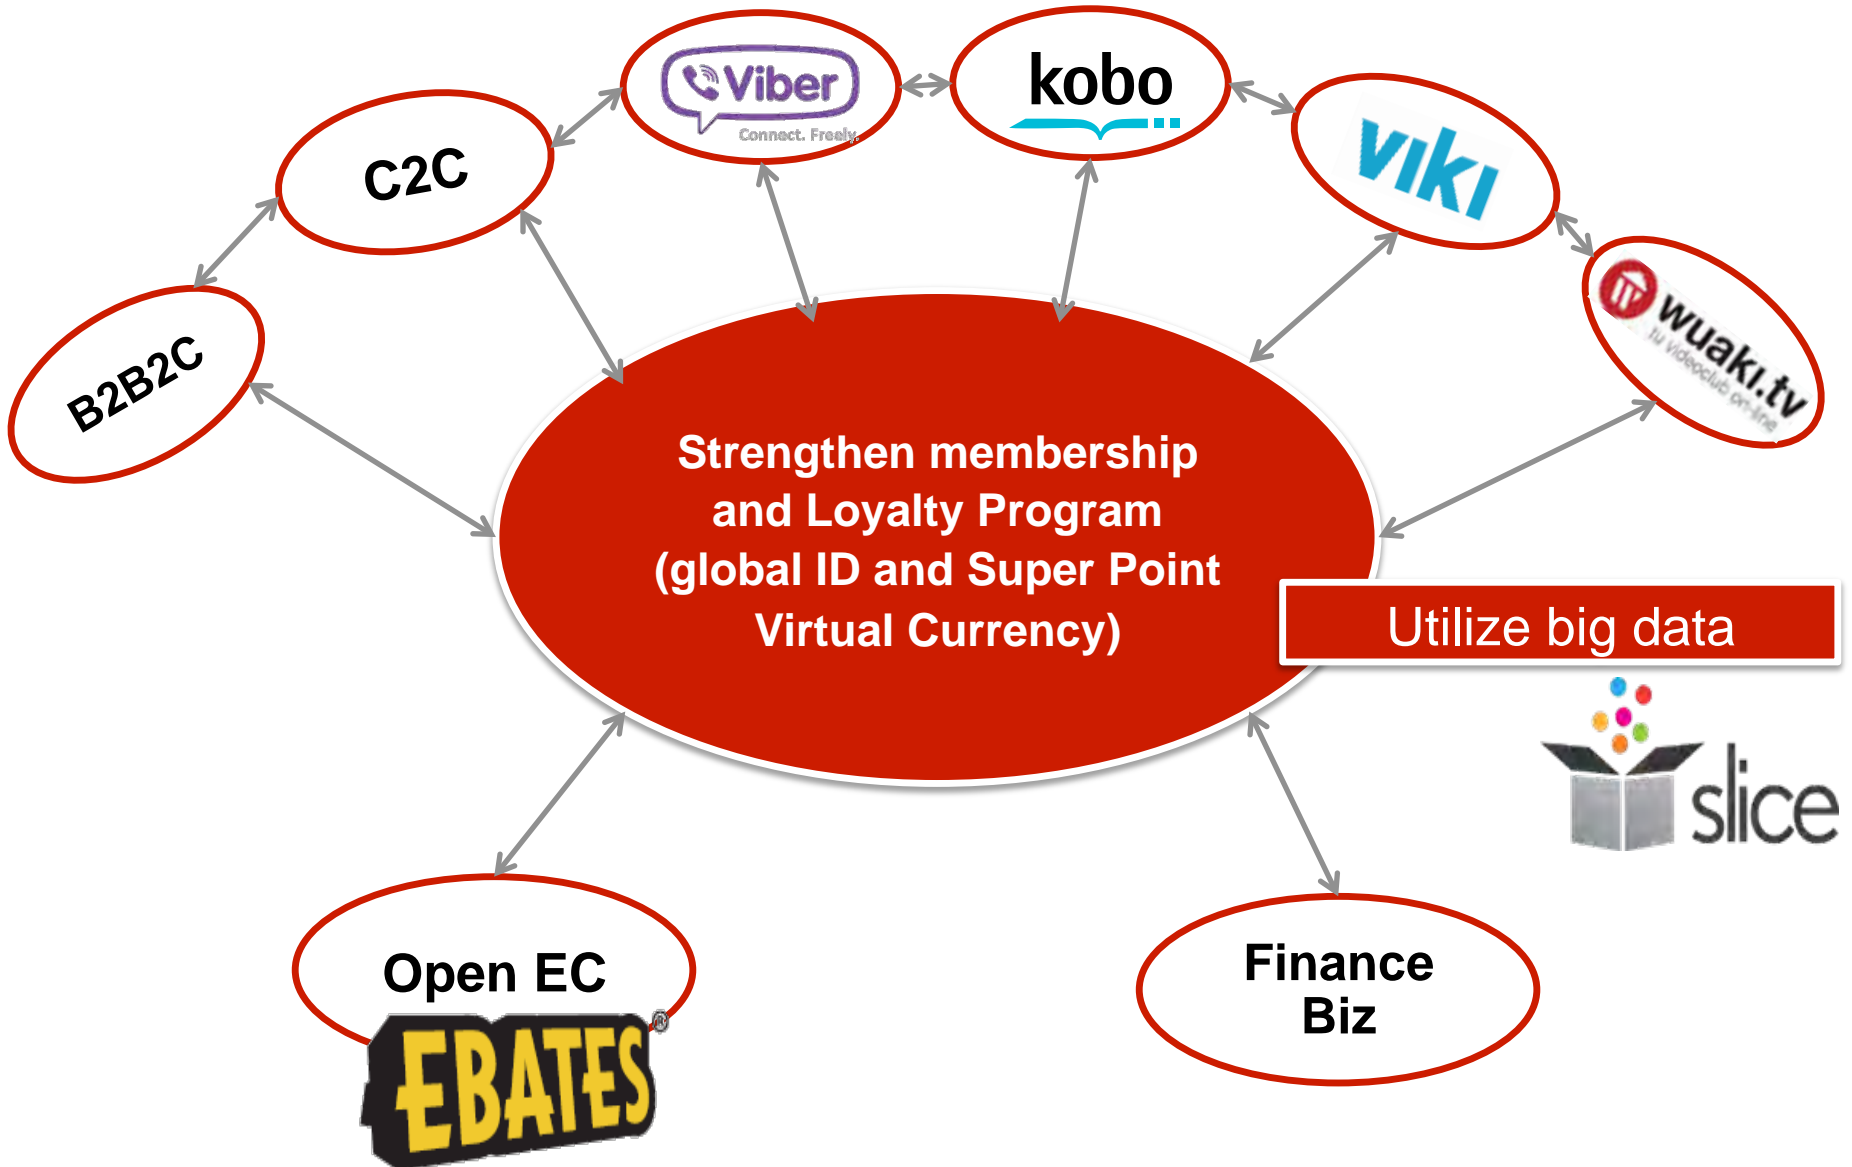 Viber
Connect. Freely.
kobo
viki
C2C
wuaki.tv
tu videoclub on-line
B2B2C
Strengthen membership
and Loyalty Program
(global ID and Super Point
Virtual Currency)
Utilize big data
slice
Open EC
EBATES®
Finance
Biz